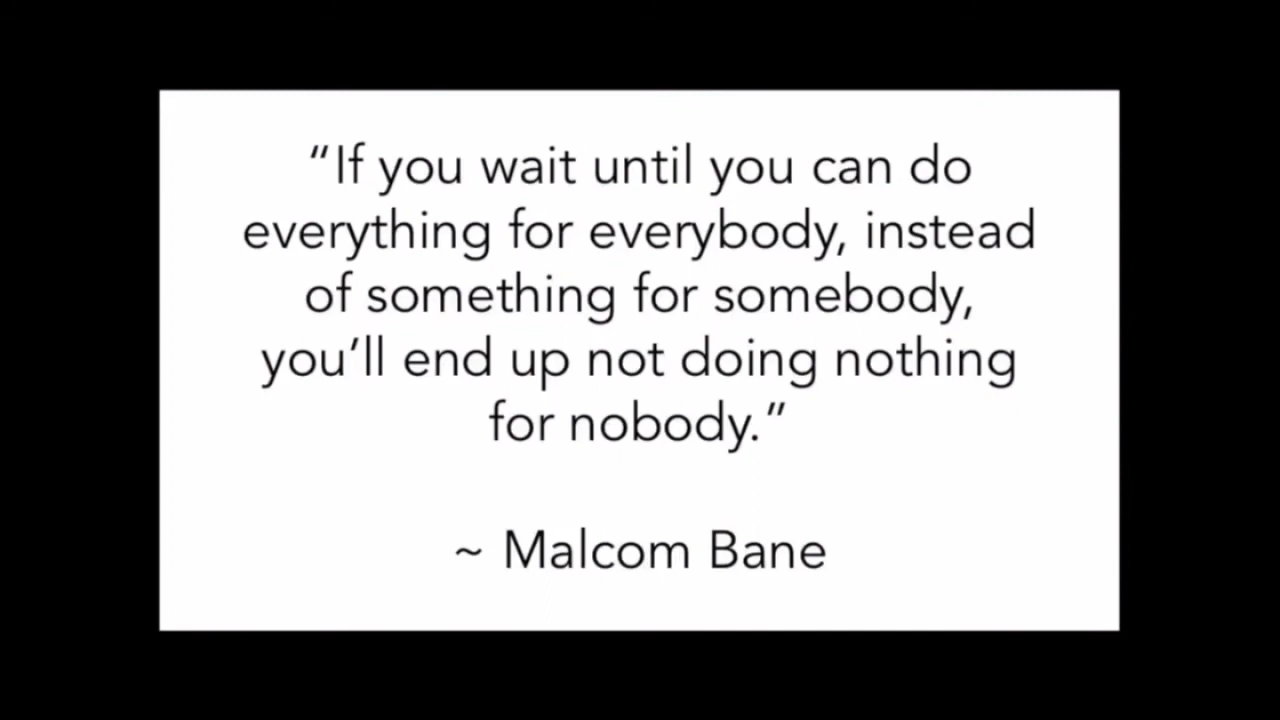 “If you wait until you can do
everything for everybody, instead
of something for somebody,
you’ll end up not doing nothing
for nobody.”
~ Malcom Bane